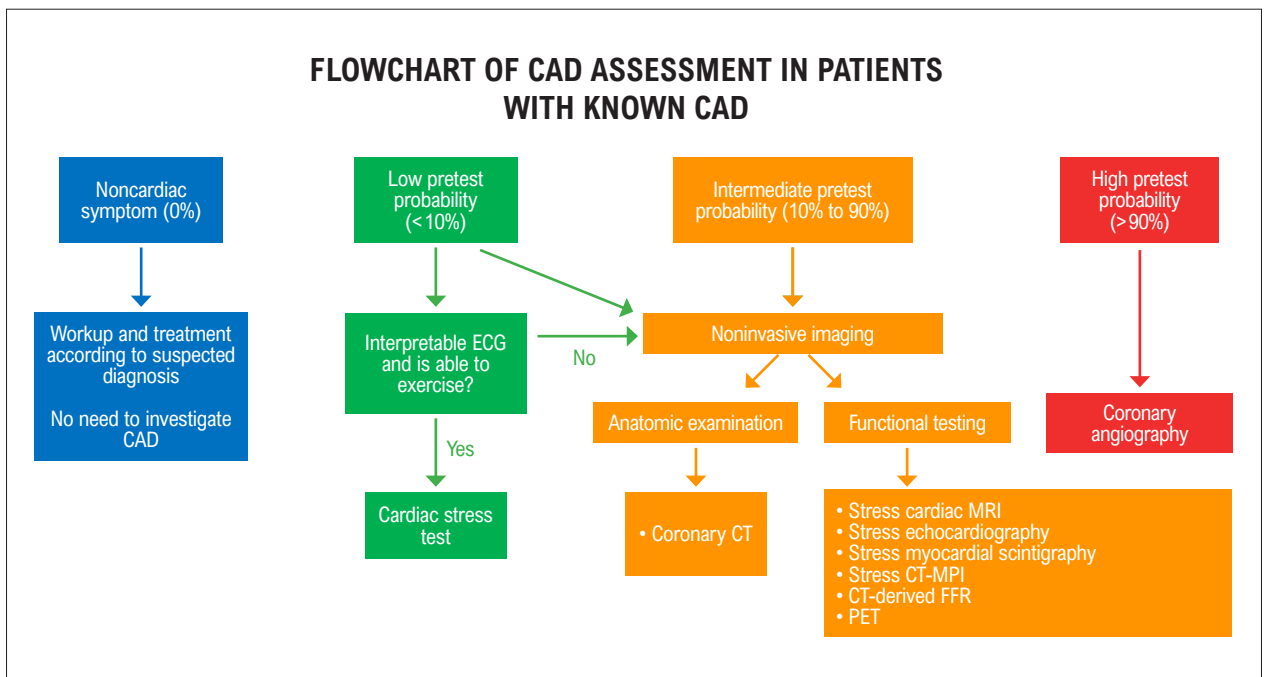 FLOWCHART OF CAD ASSESSMENT IN PATIENTS
WITH KNOWN CAD
Noncardiac
symptom (0%)
Low pretest
probability
(<10%)
Intermediate pretest
probability (10% to 90%)
High pretest
probability
(>90%)
Workup and treatment
according to suspected
diagnosis
No need to investigate
CAD
Interpretable ECG
and is able to
exercise?
No
Noninvasive imaging
Yes
Anatomic examination
Functional testing
Coronary
angiography
Cardiac stress
test
• Coronary CT
• Stress cardiac MRI
• Stress echocardiography
• Stress myocardial scintigraphy
• Stress CT-MPI
• CT-derived FFR
• PET